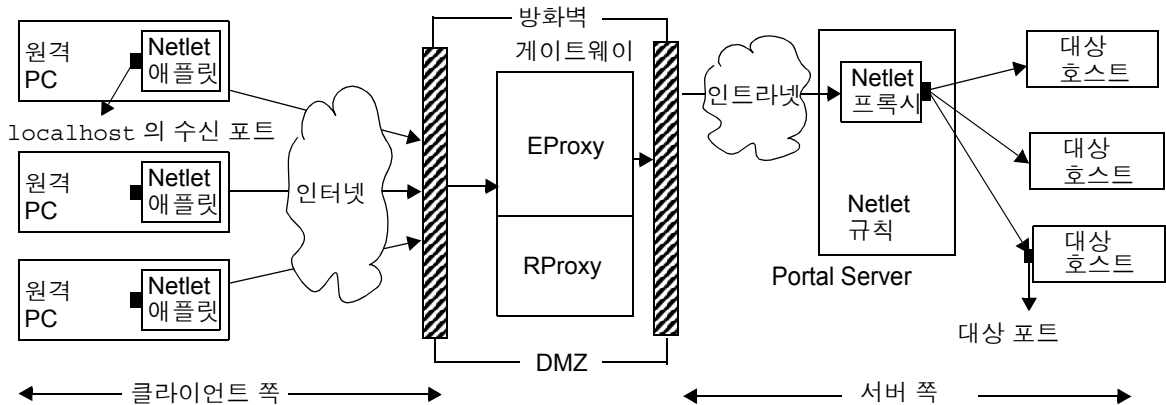 방화벽
게이트웨이
원격
PC
Netlet
애플릿
localhost 의 수신 포트
원격
PC
Netlet
애플릿
원격
PC
Netlet
애플릿
인터넷
EProxy
RProxy
DMZ
인트라넷
Netlet
프록시
Netlet
규칙
Portal Server
대상
호스트
대상
호스트
대상
호스트
대상 포트
클라이언트 쪽
서버 쪽